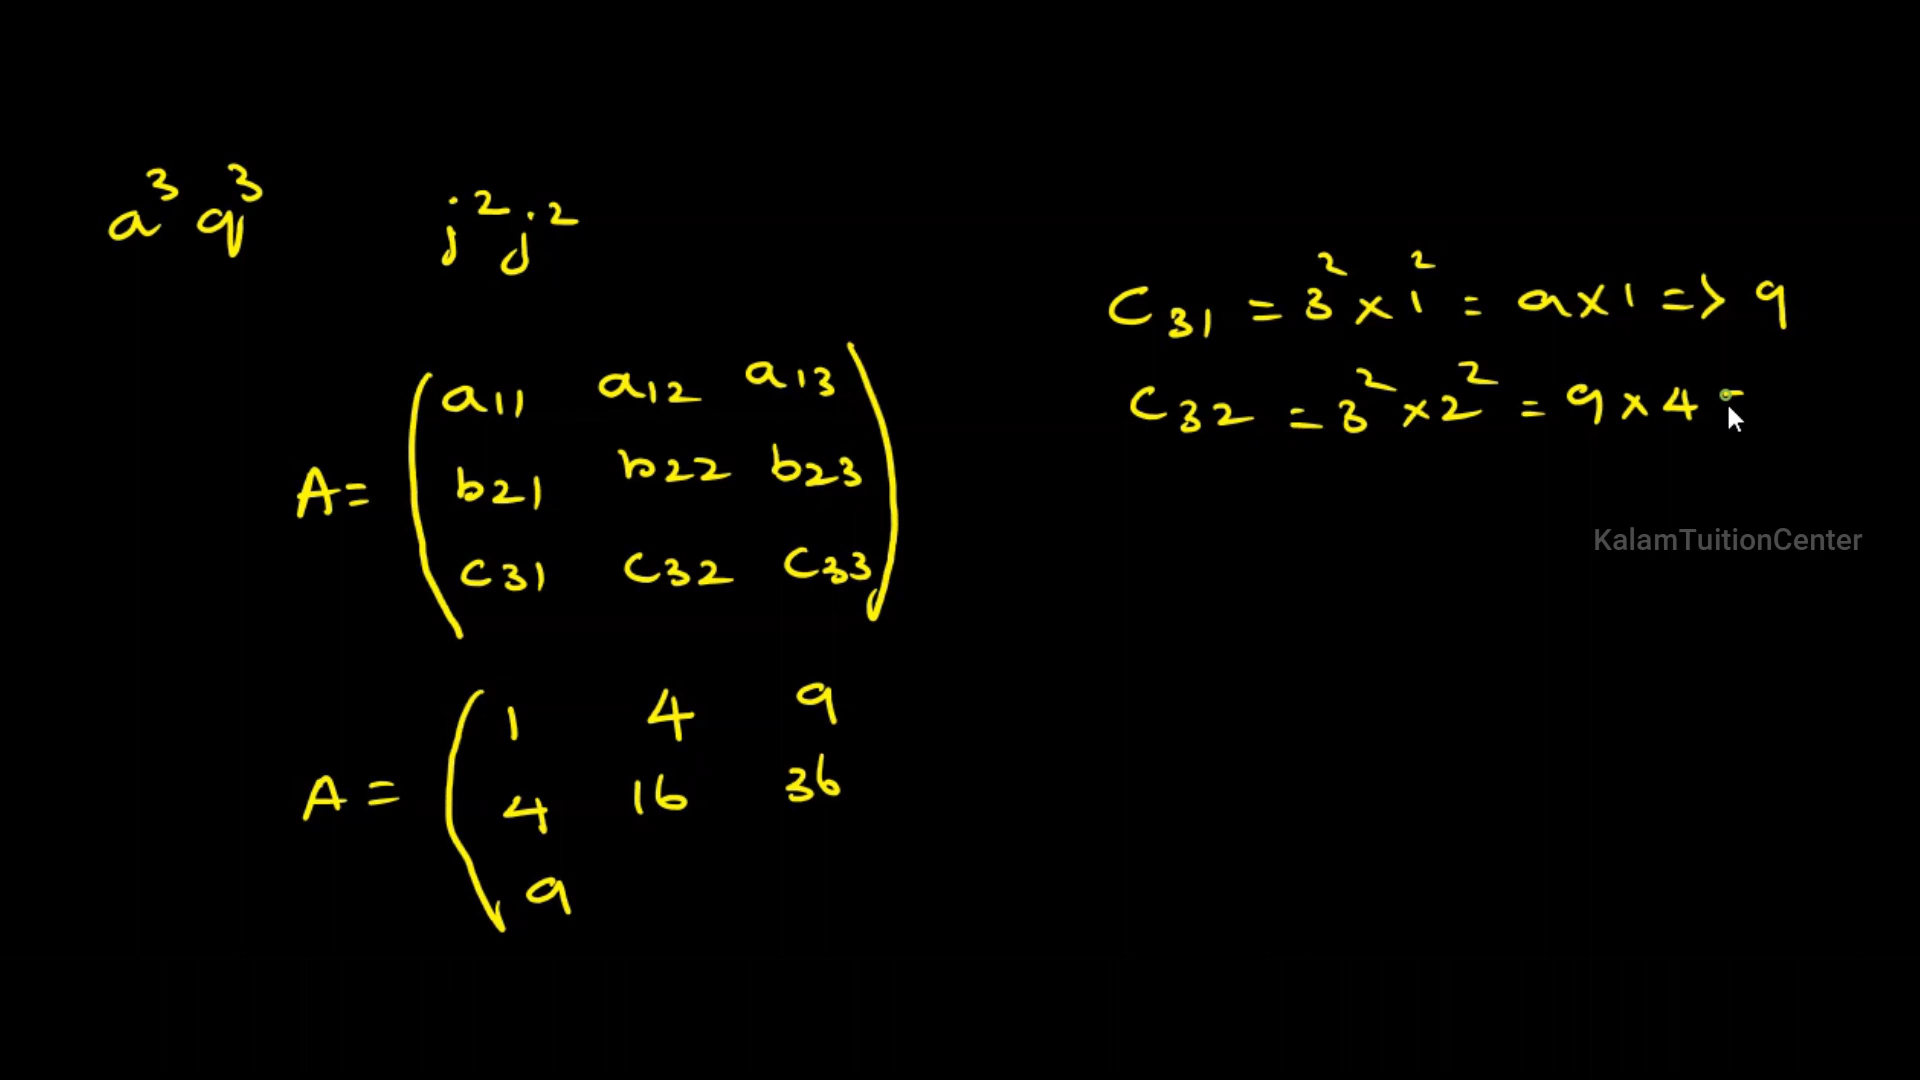 a³ q³
j² j²
A = ( a11 a12 a13
b21 b22 b23
c31 c32 c33 )
A = ( 1 4 9
4 16 36
9
C31 = 3² × 1² = 9 × 1 => 9
C32 = 3² × 2² = 9 × 4 =
KalamTuitionCenter